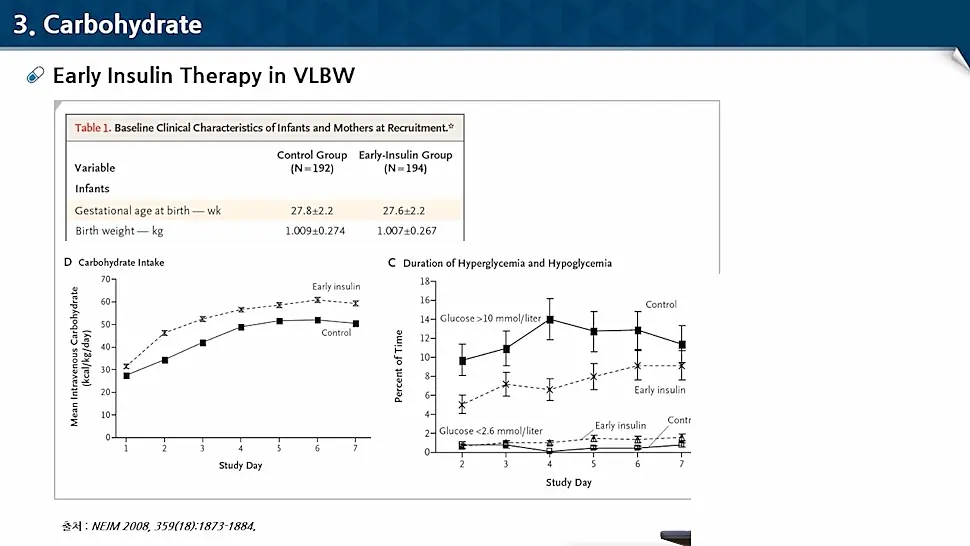 3. Carbohydrate
Early Insulin Therapy in VLBW
Table 1. Baseline Clinical Characteristics of Infants and Mothers at Recruitment.*
Variable
Control Group
(N=192)
Early-Insulin Group
(N=194)
Infants
Gestational age at birth — wk 27.8±2.2 27.6±2.2
Birth weight — kg 1.009±0.274 1.007±0.267
D Carbohydrate Intake
Mean Intravenous Carbohydrate
(kcal/kg/day)
70
60
50
40
30
20
10
0
Early insulin
Control
1 2 3 4 5 6 7
Study Day
C Duration of Hyperglycemia and Hypoglycemia
Percent of Time
18
16
14
12
10
8
6
4
2
0
Glucose >10 mmol/liter
Control
Early insulin
Glucose <2.6 mmol/liter
Early insulin
Contr
2 3 4 5 6 7
Study Day
출처 : NEJM 2008, 359(18):1873-1884.